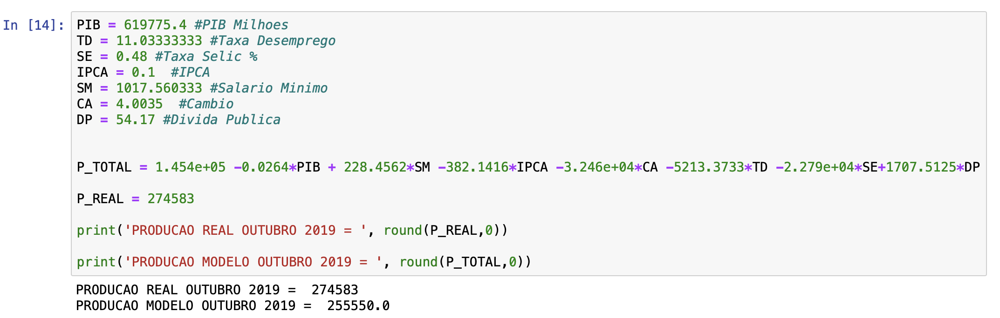 In [14]:
PIB = 619775.4 #PIB Milhoes
TD = 11.03333333 #Taxa Desemprego
SE = 0.48 #Taxa Selic %
IPCA = 0.1  #IPCA
SM = 1017.560333 #Salario Minimo
CA = 4.0035  #Cambio
DP = 54.17 #Divida Publica
P_TOTAL = 1.454e+05 -0.0264*PIB + 228.4562*SM -382.1416*IPCA -3.246e+04*CA -5213.3733*TD -2.279e+04*SE+1707.5125*DP
P_REAL = 274583
print('PRODUCAO REAL OUTUBRO 2019 = ', round(P_REAL,0))
print('PRODUCAO MODELO OUTUBRO 2019 = ', round(P_TOTAL,0))
PRODUCAO REAL OUTUBRO 2019 =  274583
PRODUCAO MODELO OUTUBRO 2019 =  255550.0